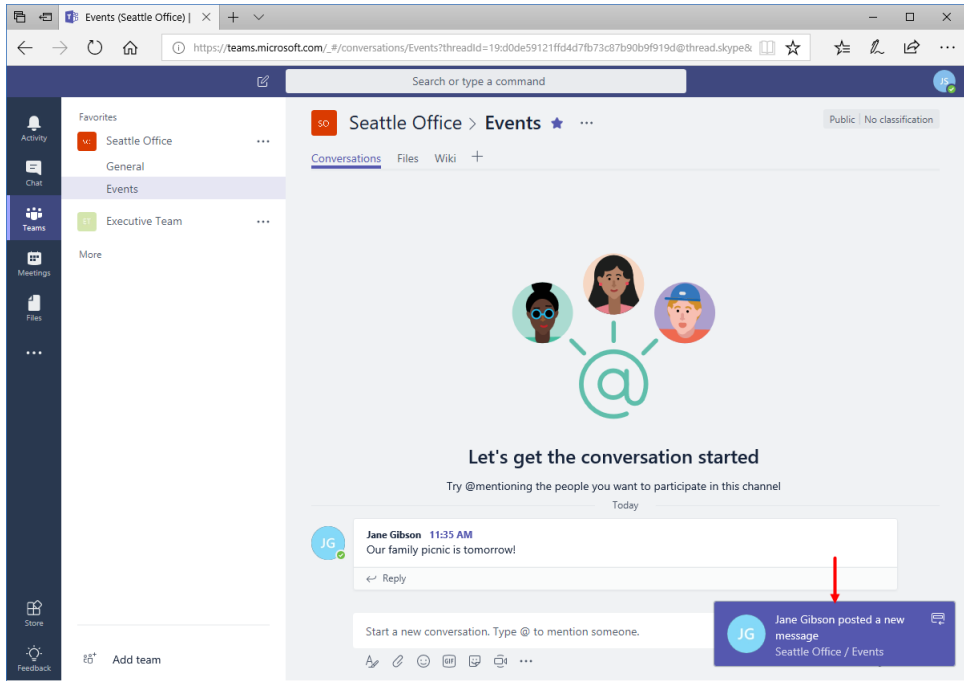 Events (Seattle Office) |
https://teams.microsoft.com/_#/conversations/Events?threadId=19:d0de59121ffd4d7fb73c87b90b9f919d@thread.skype&
Search or type a command
JS
Activity
Chat
Teams
Meetings
Files
Store
Feedback
Favorites
Seattle Office
General
Events
ET
Executive Team
More
Add team
SO
Seattle Office > Events
Public | No classification
Conversations Files Wiki
Let's get the conversation started
Try @mentioning the people you want to participate in this channel
Today
JG
Jane Gibson 11:35 AM
Our family picnic is tomorrow!
Reply
Start a new conversation. Type @ to mention someone.
GIF
JG
Jane Gibson posted a new
message
Seattle Office / Events